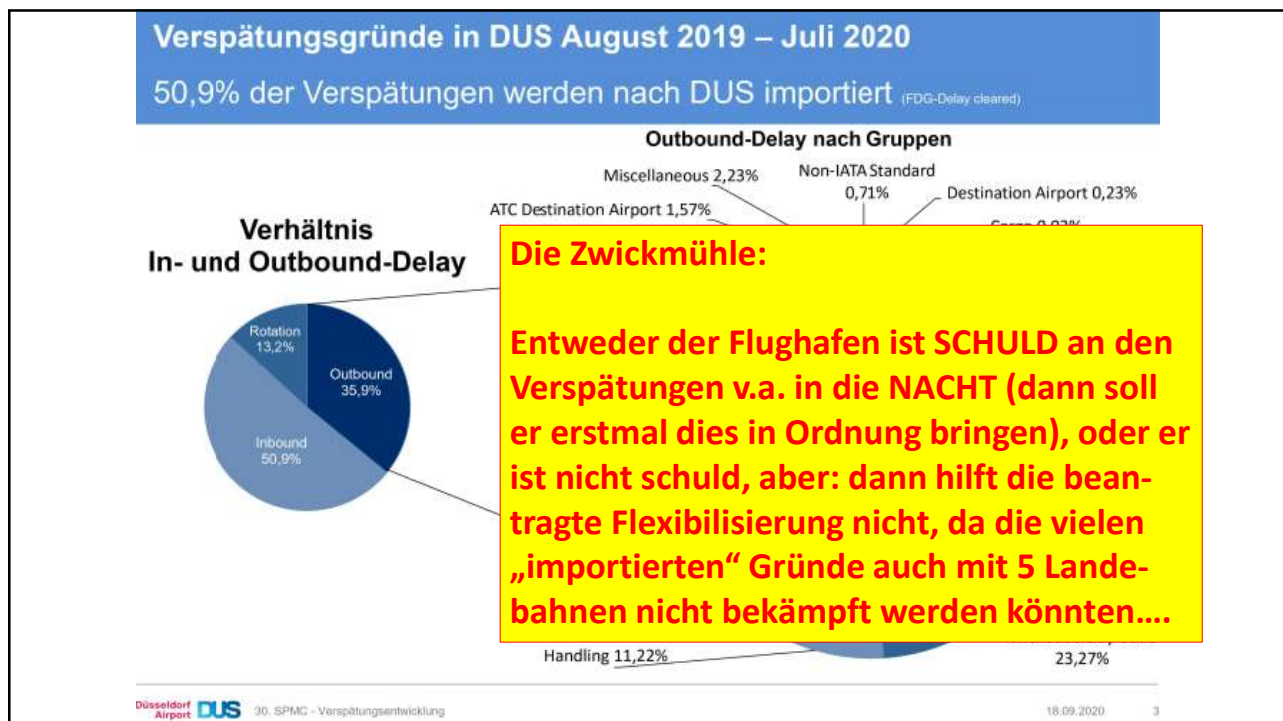 Verspätungsgründe in DUS August 2019 – Juli 2020
50,9% der Verspätungen werden nach DUS importiert (FDG-Delay cleared)
Outbound-Delay nach Gruppen
Miscellaneous 2,23%
Non-IATA Standard
0,71%
Destination Airport 0,23%
ATC Destination Airport 1,57%
Verhältnis
In- und Outbound-Delay
Rotation
13,2%
Outbound
35,9%
Inbound
50,9%
Die Zwickmühle:
Entweder der Flughafen ist SCHULD an den
Verspätungen v.a. in die NACHT (dann soll
er erstmal dies in Ordnung bringen), oder er
ist nicht schuld, aber: dann hilft die bean-
tragte Flexibilisierung nicht, da die vielen
„importierten“ Gründe auch mit 5 Lande-
bahnen nicht bekämpft werden könnten....
Handling 11,22%
23,27%
Düsseldorf
Airport DUS 30. SPMC - Verspätungsentwicklung 18.09.2020 3